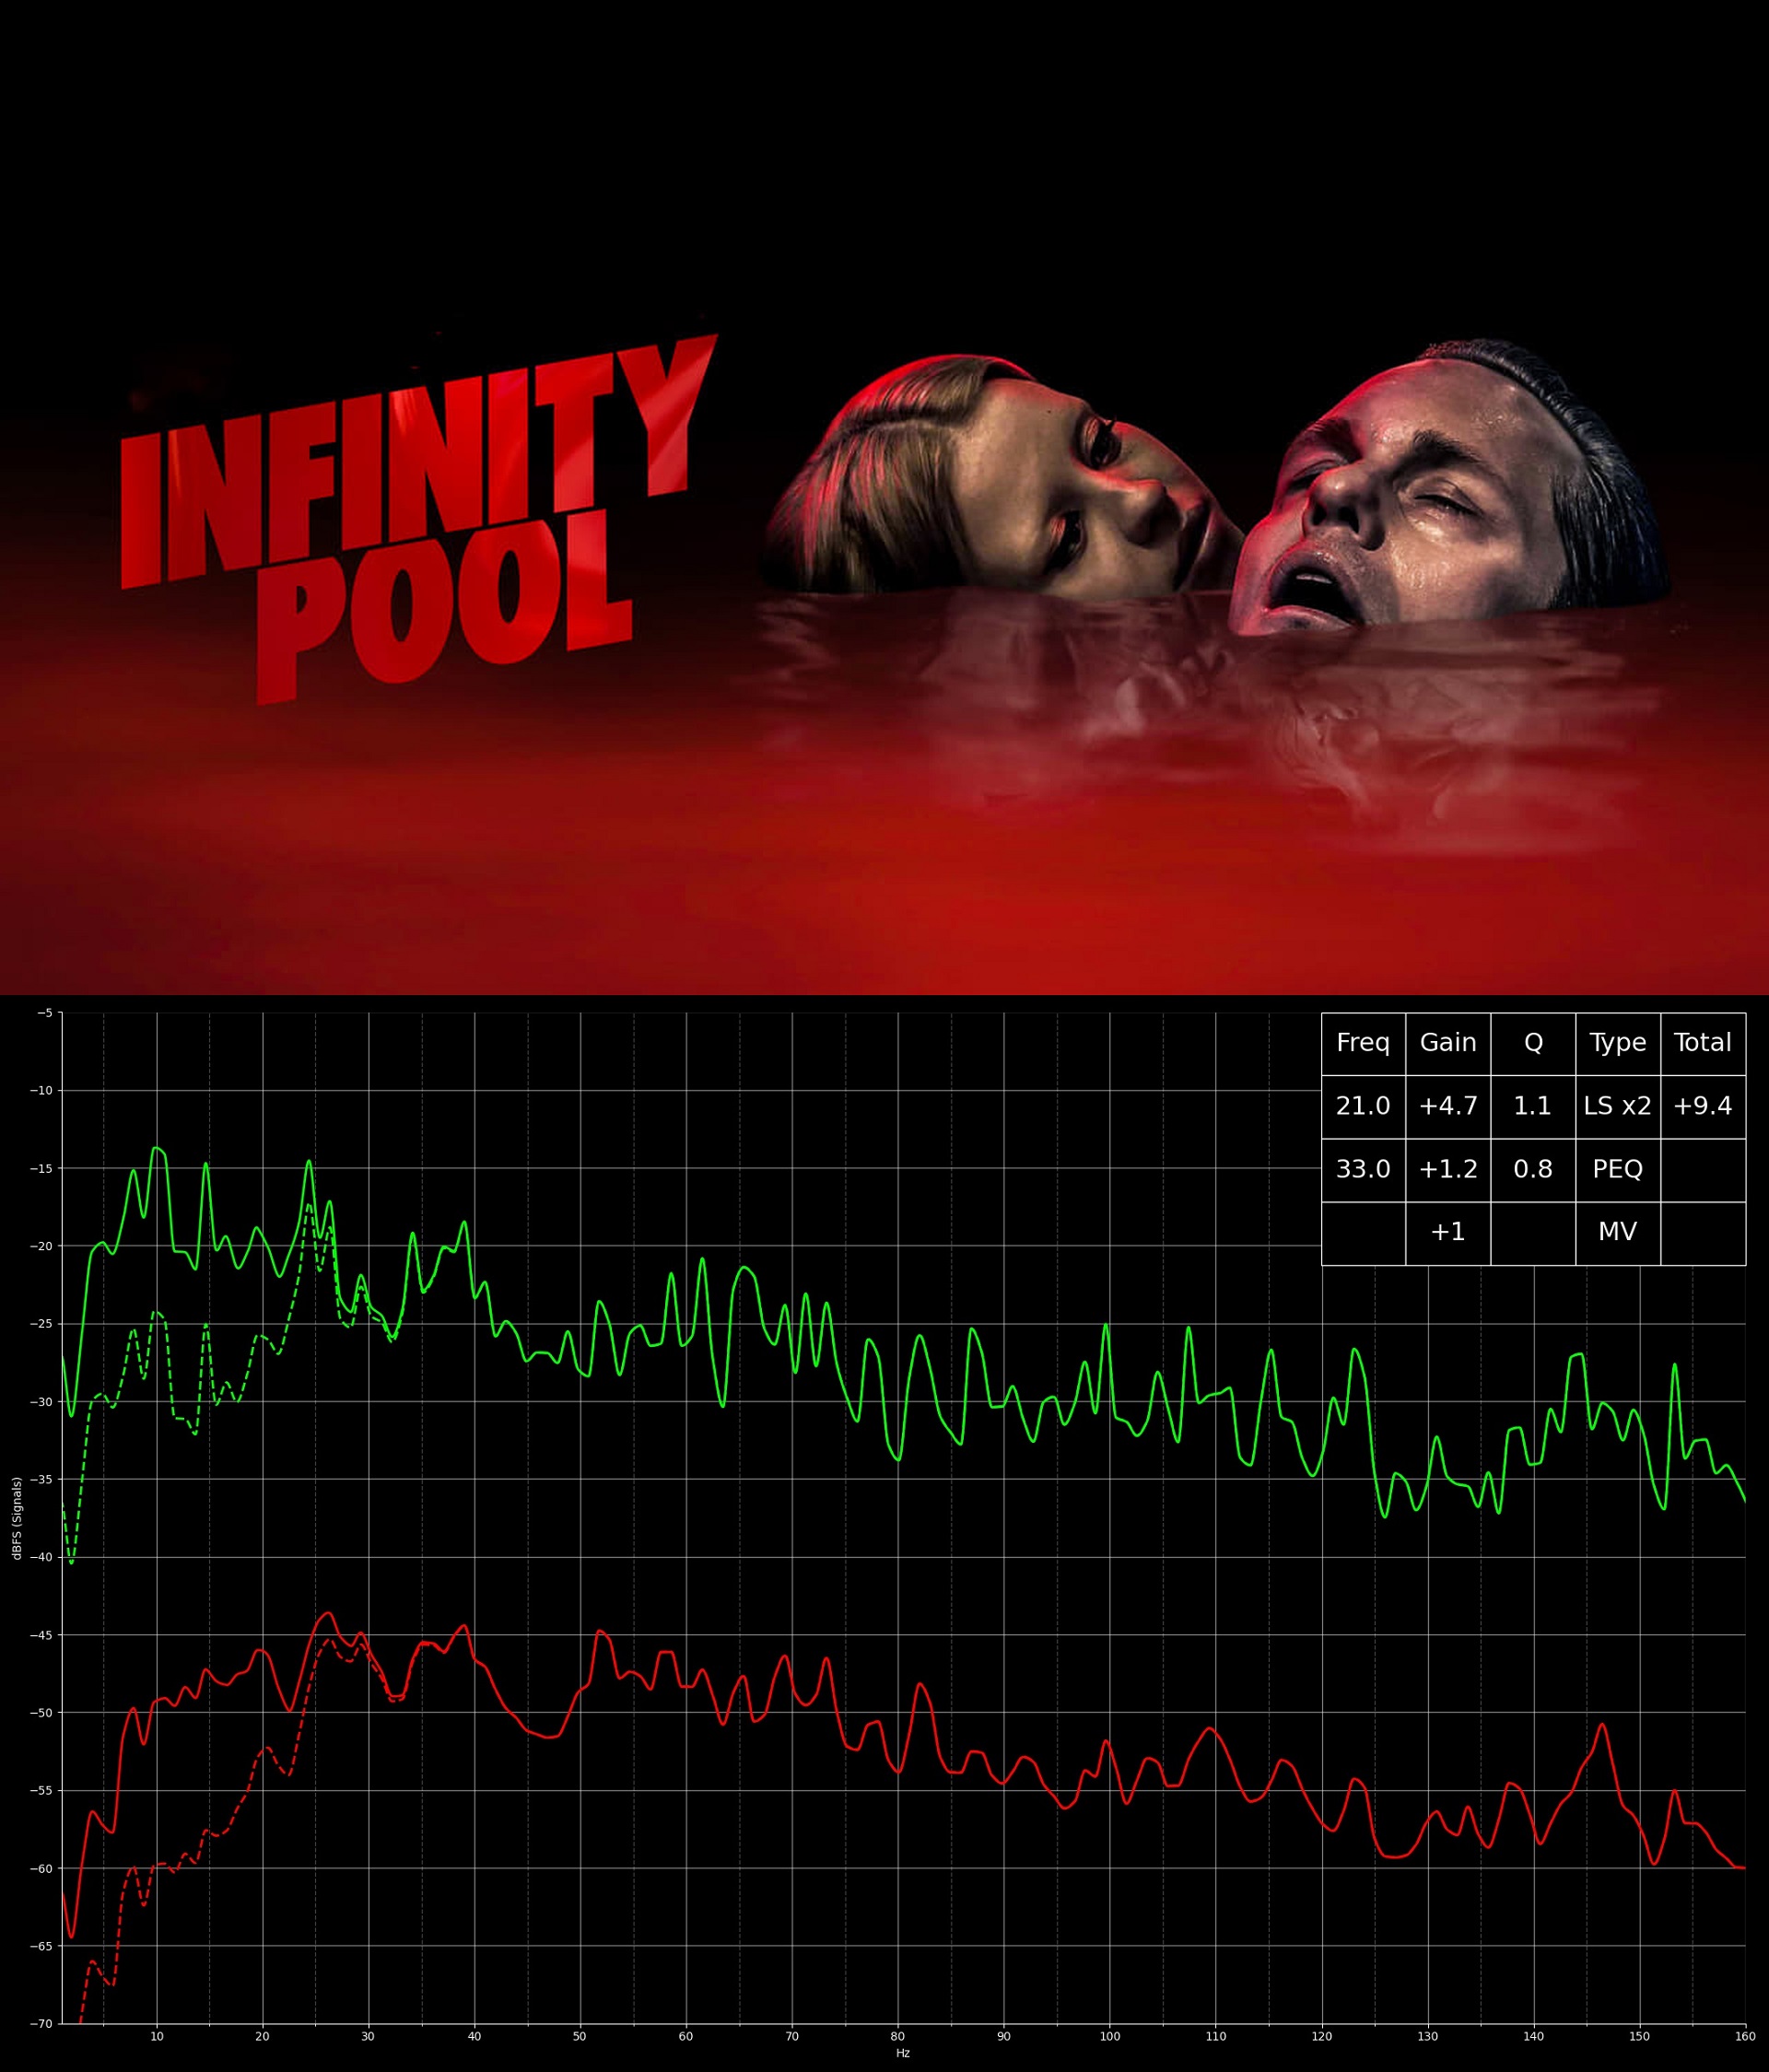 INFINITY
POOL
Freq Gain Q Type Total
21.0 +4.7 1.1 LS x2 +9.4
33.0 +1.2 0.8 PEQ
+1 MV
−5
−10
−15
−20
−25
−30
−35
−40
−45
−50
−55
−60
−65
−70
dBFS (Signals)
10 20 30 40 50 60 70 80 90 100 110 120 130 140 150 160
Hz